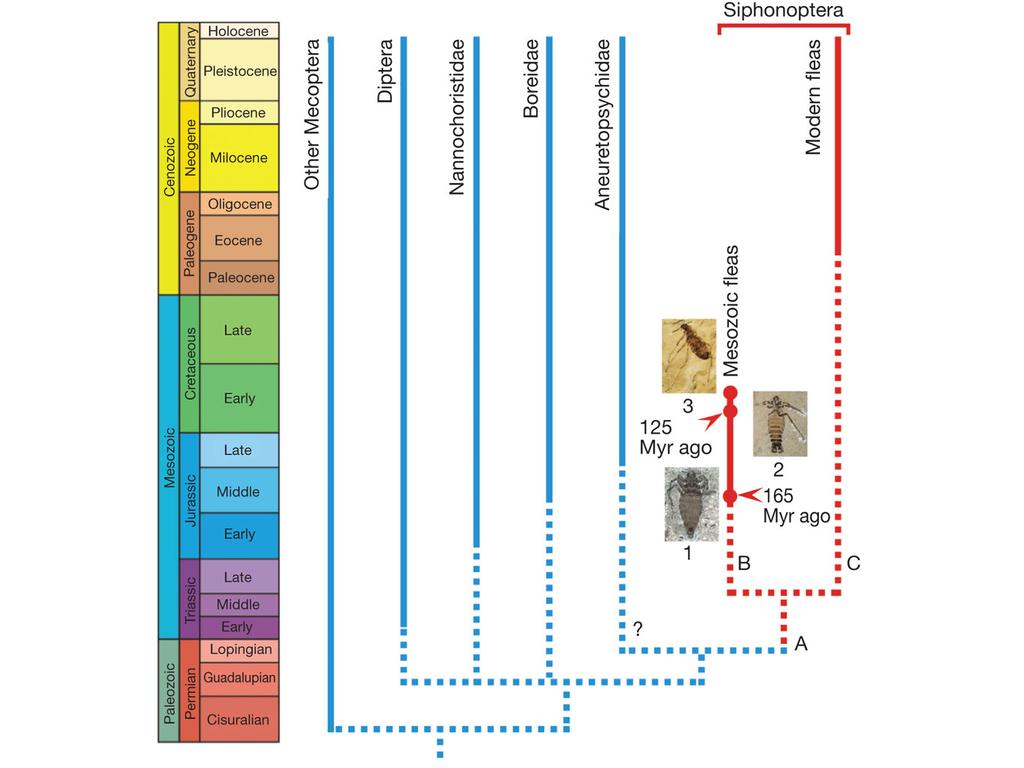 Siphonoptera
Holocene
Pleistocene
Pliocene
Milocene
Oligocene
Eocene
Paleocene
Late
Early
Late
Middle
Early
Late
Middle
Early
Lopingian
Guadalupian
Cisuralian
Quaternary
Neogene
Paleogene
Cretaceous
Jurassic
Triassic
Permian
Cenozoic
Mesozoic
Paleozoic
Other Mecoptera
Diptera
Nannochoristidae
Boreidae
Aneuretopsychidae
Mesozoic fleas
Modern fleas
3
125
Myr ago
2
165
Myr ago
1
B
C
?
A